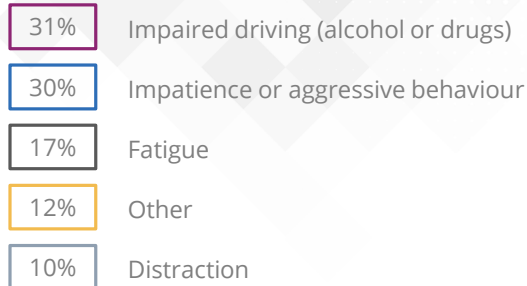 31% Impaired driving (alcohol or drugs)
30% Impatience or aggressive behaviour
17% Fatigue
12% Other
10% Distraction